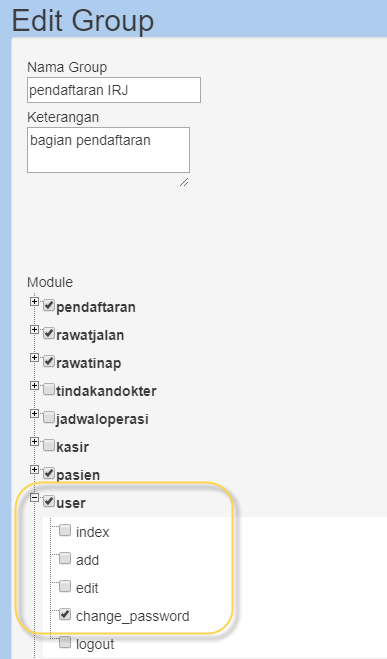 Edit Group
Nama Group
pendaftaran IRJ
Keterangan
bagian pendaftaran
Module
pendaftaran
rawatjalan
rawatinap
tindakandokter
jadwaloperasi
kasir
pasien
user
index
add
edit
change_password
logout